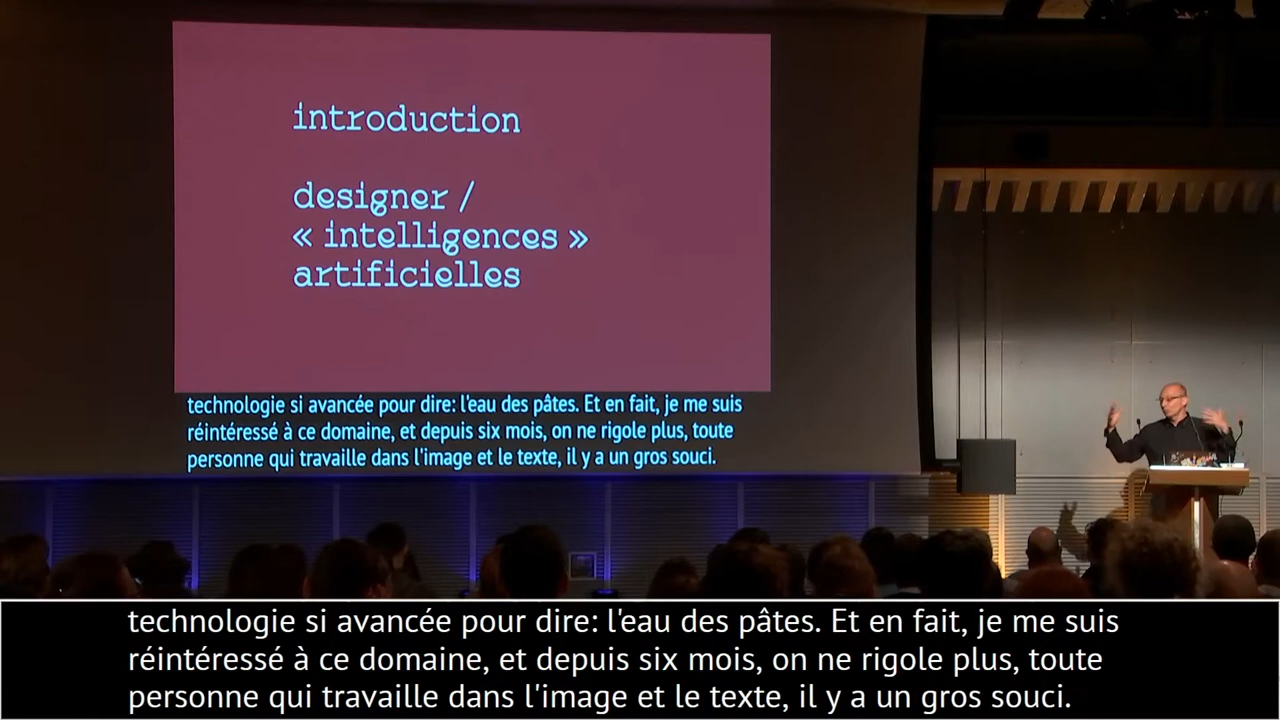 introduction
designer /
« intelligences »
artificielles
technologie si avancée pour dire: l'eau des pâtes. Et en fait, je me suis
réintéressé à ce domaine, et depuis six mois, on ne rigole plus, toute
personne qui travaille dans l'image et le texte, il y a un gros souci.
technologie si avancée pour dire: l'eau des pâtes. Et en fait, je me suis
réintéressé à ce domaine, et depuis six mois, on ne rigole plus, toute
personne qui travaille dans l'image et le texte, il y a un gros souci.